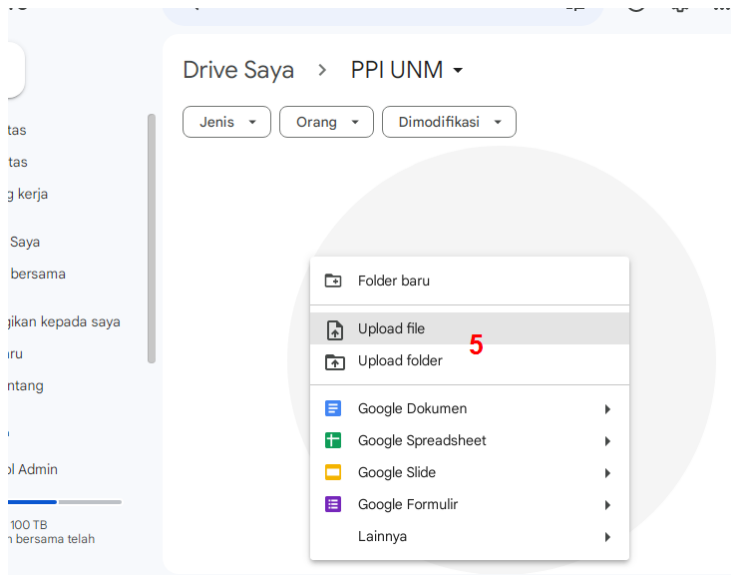 Drive Saya > PPI UNM
Jenis
Orang
Dimodifikasi
tas
tas
g kerja
Saya
bersama
gikan kepada saya
ru
ntang
ol Admin
100 TB
n bersama telah
Folder baru
Upload file
5
Upload folder
Google Dokumen
Google Spreadsheet
Google Slide
Google Formulir
Lainnya